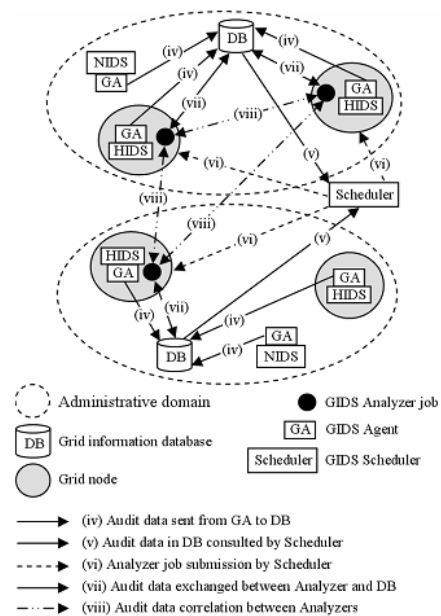 DB
(iv)
(iv)
NIDS
GA
(iv)
(vii)
(vii)
GA
HIDS
GA
HIDS
(viii)
(v)
(vi)
(vi)
Scheduler
(viii)
(viii)
(vi)
(v)
HIDS
GA
GA
HIDS
(vii)
(iv)
(iv)
GA
NIDS
(iv)
DB
Administrative domain
GIDS Analyzer job
DB Grid information database
GA GIDS Agent
Grid node
Scheduler GIDS Scheduler
(iv) Audit data sent from GA to DB
(v) Audit data in DB consulted by Scheduler
(vi) Analyzer job submission by Scheduler
(vii) Audit data exchanged between Analyzer and DB
(viii) Audit data correlation between Analyzers